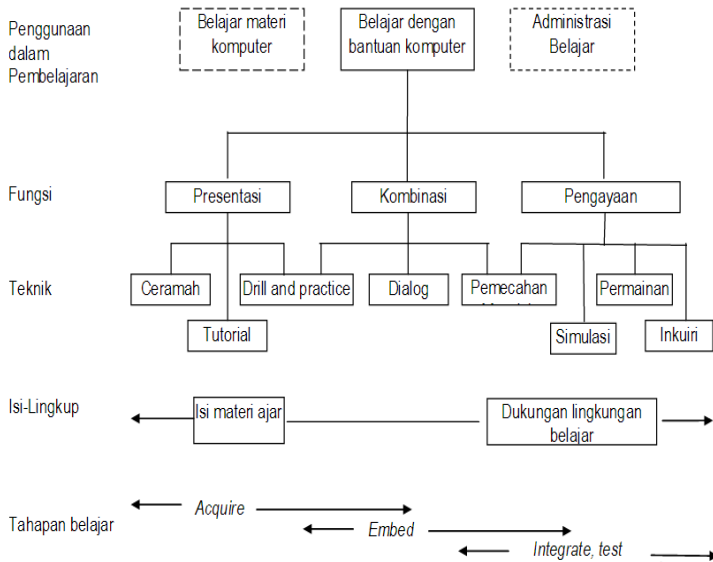 Penggunaan
dalam
Pembelajaran
Belajar materi
komputer
Belajar dengan
bantuan komputer
Administrasi
Belajar
Fungsi
Presentasi
Kombinasi
Pengayaan
Teknik
Ceramah
Drill and practice
Dialog
Pemecahan
Permainan
Tutorial
Simulasi
Inkuiri
Isi-Lingkup
Isi materi ajar
Dukungan lingkungan
belajar
Tahapan belajar
Acquire
Embed
Integrate, test